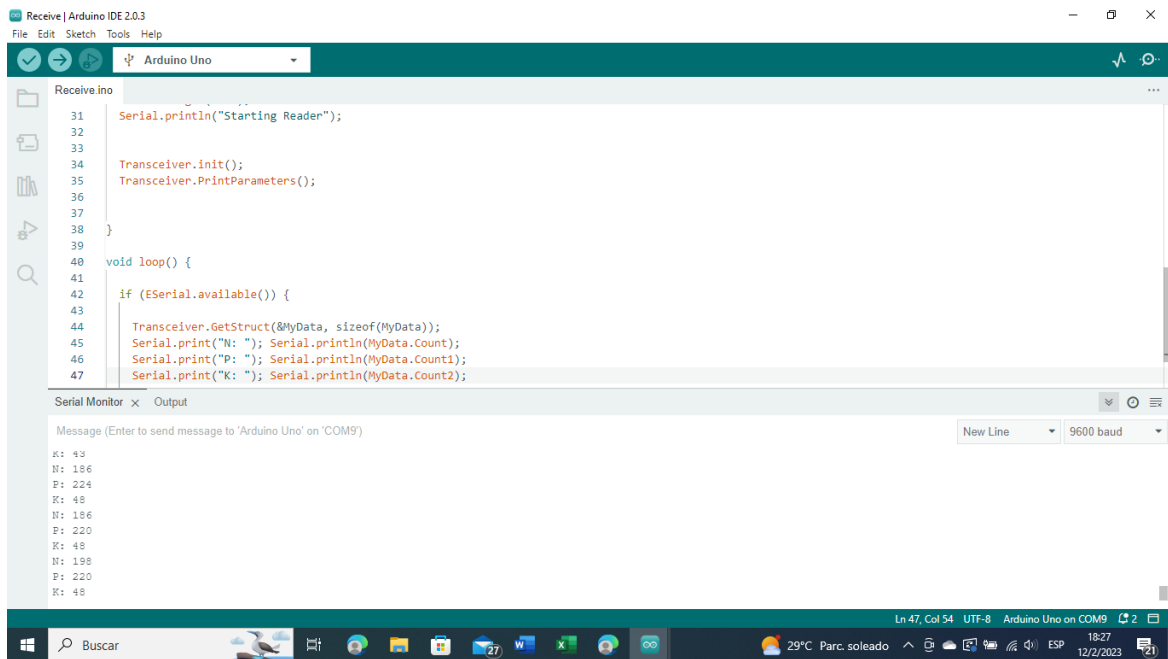 Receive | Arduino IDE 2.0.3
File Edit Sketch Tools Help
Arduino Uno
Receive.ino
31 Serial.println("Starting Reader");
32
33
34 Transceiver.init();
35 Transceiver.PrintParameters();
36
37
38 }
39
40 void loop() {
41
42 if (ESerial.available()) {
43
44 Transceiver.GetStruct(&MyData, sizeof(MyData));
45 Serial.print("N: "); Serial.println(MyData.Count);
46 Serial.print("P: "); Serial.println(MyData.Count1);
47 Serial.print("K: "); Serial.println(MyData.Count2);
Serial Monitor x Output
Message (Enter to send message to 'Arduino Uno' on 'COM9')
New Line 9600 baud
K: 43
N: 186
P: 224
K: 48
N: 186
P: 220
K: 48
N: 198
P: 220
K: 48
Ln 47, Col 54 UTF-8 Arduino Uno on COM9 2
Buscar 27 29°C Parc. soleado ESP 18:27 21
12/2/2023